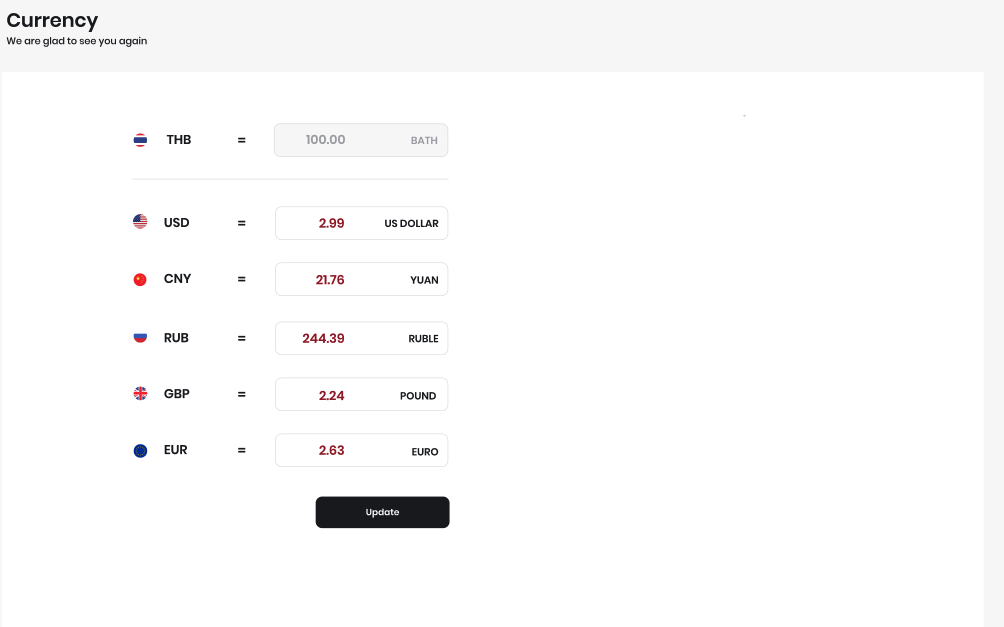 Currency
We are glad to see you again
THB = 100.00 BATH
USD = 2.99 US DOLLAR
CNY = 21.76 YUAN
RUB = 244.39 RUBLE
GBP = 2.24 POUND
EUR = 2.63 EURO
Update